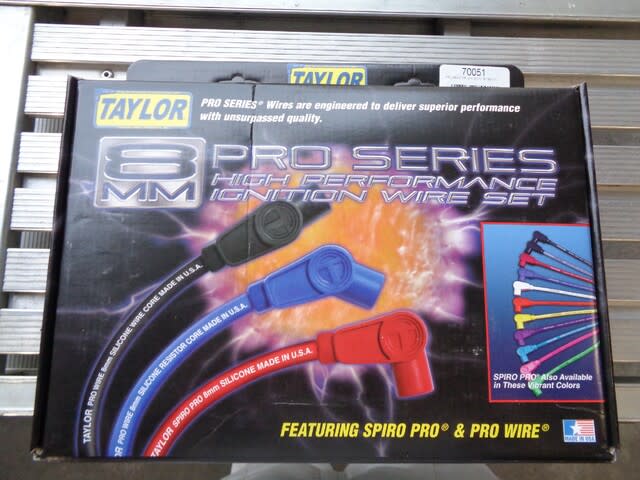 TAYLOR
70051
TAYLOR
PRO SERIES® Wires are engineered to deliver superior performance
with unsurpassed quality.
8
MM
PRO SERIES
HIGH PERFORMANCE
IGNITION WIRE SET
TAYLOR PRO WIRE 8mm SILICONE WIRE CORE MADE IN U.S.A.
PRO WIRE 8mm SILICONE RESISTOR CORE MADE IN U.S.A.
TAYLOR SPIRO PRO 8mm SILICONE MADE IN U.S.A.
SPIRO PRO® Also Available
in These Vibrant Colors
FEATURING SPIRO PRO® & PRO WIRE®
MADE IN USA